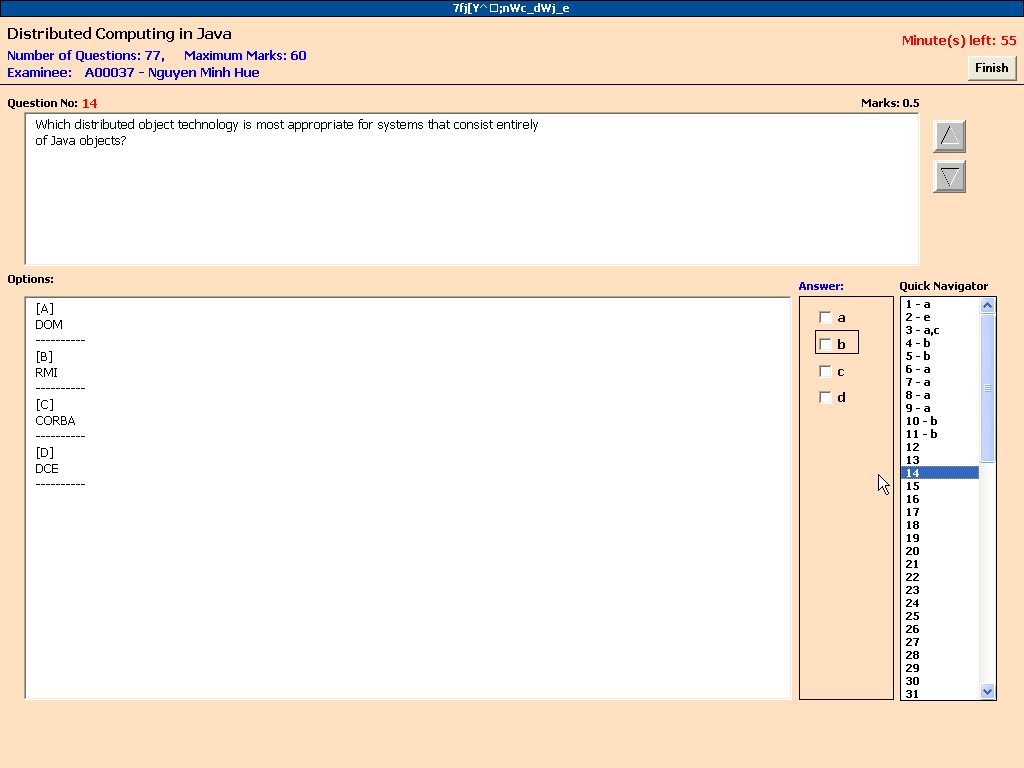 7fj[Y^ □;nWc_dWj_e
Distributed Computing in Java
Number of Questions: 77, Maximum Marks: 60
Minute(s) left: 55
Examinee: A00037 - Nguyen Minh Hue
Finish
Question No: 14
Marks: 0.5
Which distributed object technology is most appropriate for systems that consist entirely
of Java objects?
Options:
[A]
DOM
----------
[B]
RMI
----------
[C]
CORBA
----------
[D]
DCE
----------
Answer:
a
b
c
d
Quick Navigator
1 - a
2 - e
3 - a,c
4 - b
5 - b
6 - a
7 - a
8 - a
9 - a
10 - b
11 - b
12
13
14
15
16
17
18
19
20
21
22
23
24
25
26
27
28
29
30
31